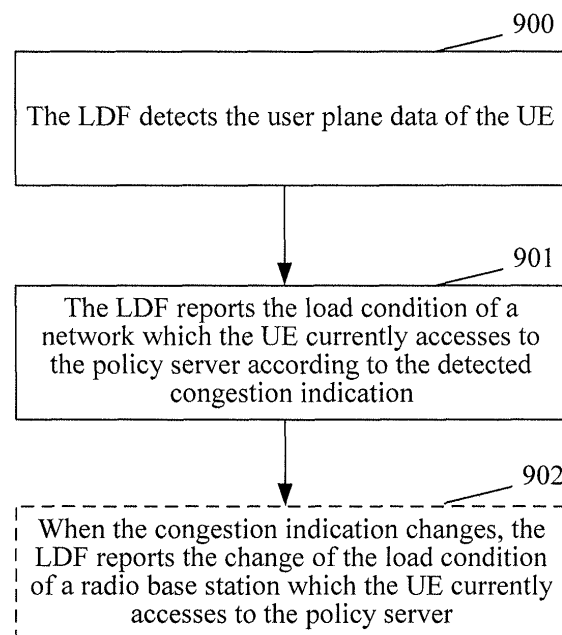 900
The LDF detects the user plane data of the UE
901
The LDF reports the load condition of a
network which the UE currently accesses to
the policy server according to the detected
congestion indication
902
When the congestion indication changes, the
LDF reports the change of the load condition
of a radio base station which the UE currently
accesses to the policy server